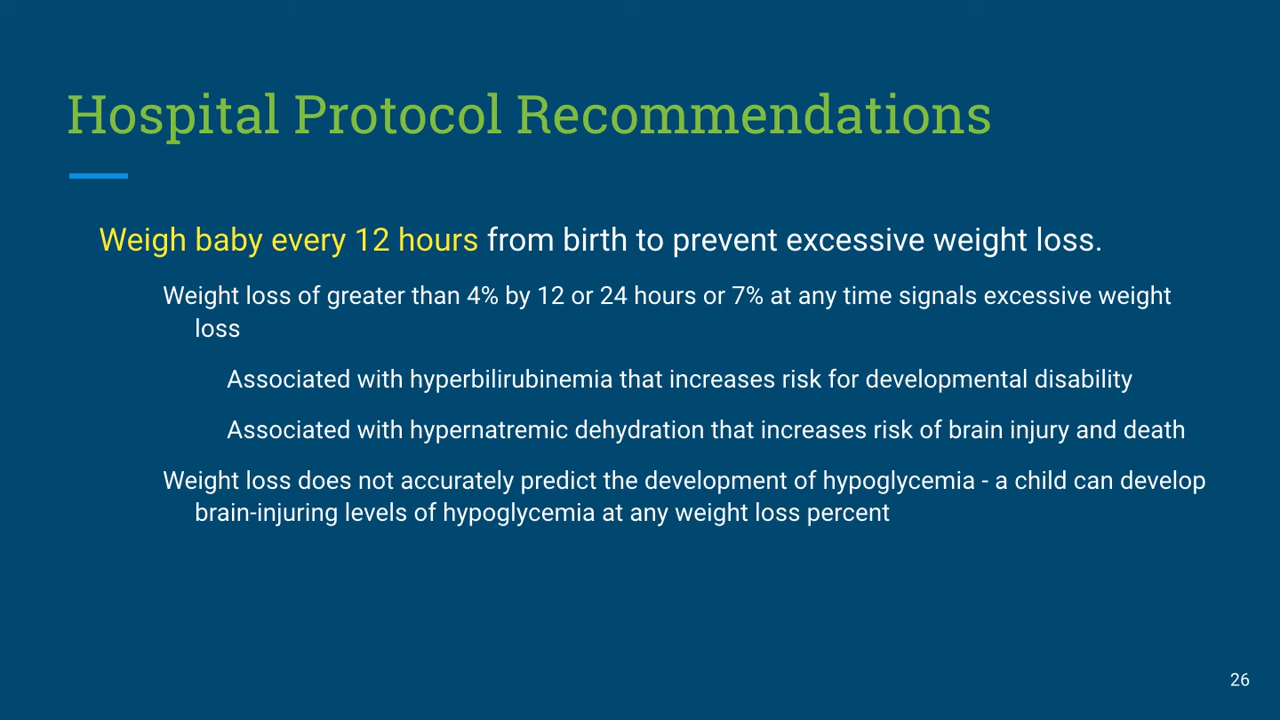 Hospital Protocol Recommendations
Weigh baby every 12 hours from birth to prevent excessive weight loss.
Weight loss of greater than 4% by 12 or 24 hours or 7% at any time signals excessive weight
loss
Associated with hyperbilirubinemia that increases risk for developmental disability
Associated with hypernatremic dehydration that increases risk of brain injury and death
Weight loss does not accurately predict the development of hypoglycemia - a child can develop
brain-injuring levels of hypoglycemia at any weight loss percent
26